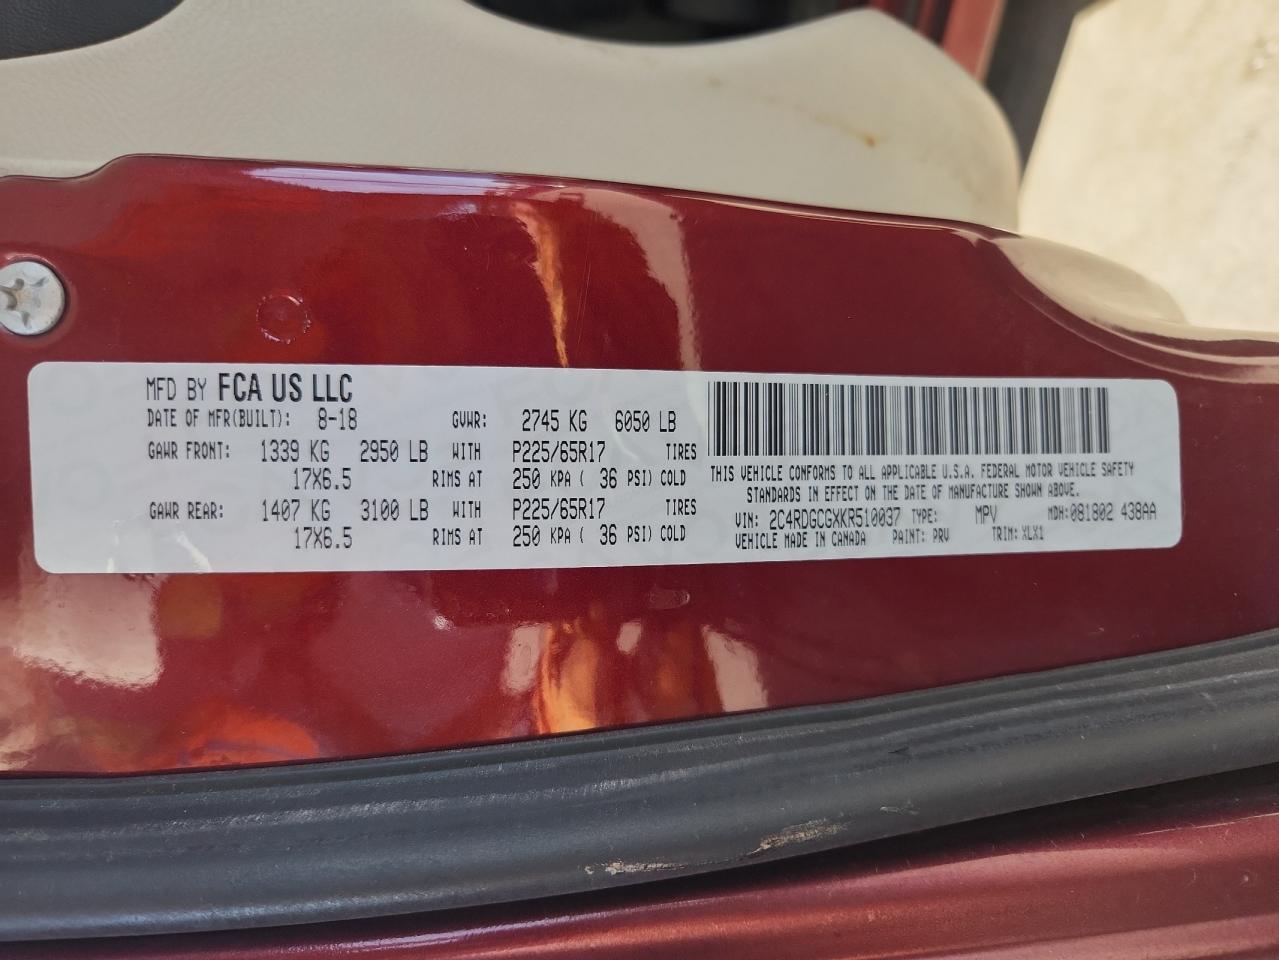 MFD BY FCA US LLC
DATE OF MFR(BUILT): 8-18 GVWR: 2745 KG 6050 LB
GAWR FRONT: 1339 KG 2950 LB WITH P225/65R17 TIRES
17X6.5 RIMS AT 250 KPA ( 36 PSI) COLD
GAWR REAR: 1407 KG 3100 LB WITH P225/65R17 TIRES
17X6.5 RIMS AT 250 KPA ( 36 PSI) COLD
THIS VEHICLE CONFORMS TO ALL APPLICABLE U.S.A. FEDERAL MOTOR VEHICLE SAFETY
STANDARDS IN EFFECT ON THE DATE OF MANUFACTURE SHOWN ABOVE.
VIN: 2C4RDGCGXKR510037 TYPE: MPV MDH:081802 438AA
VEHICLE MADE IN CANADA PAINT: PRV TRIM: XLX1